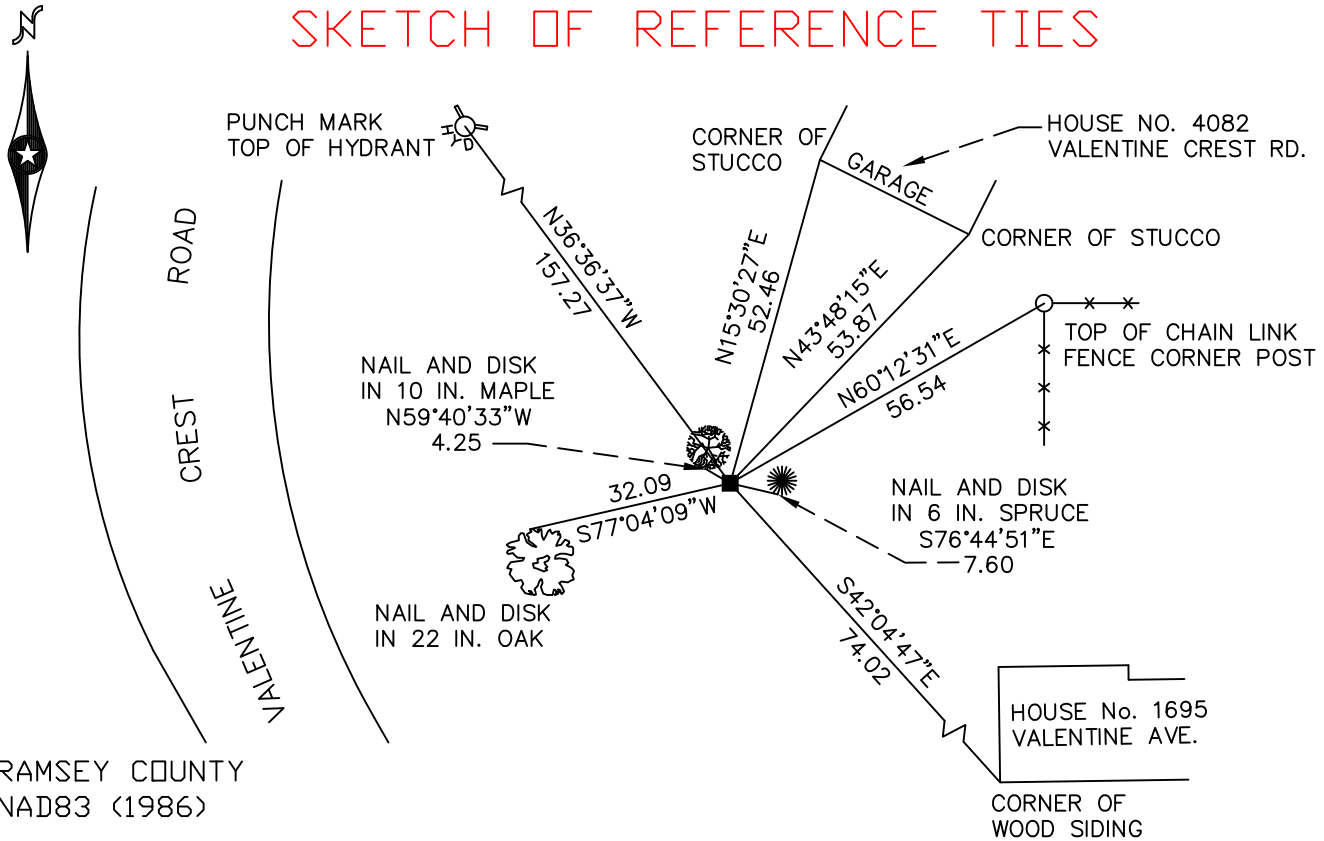 N
SKETCH OF REFERENCE TIES
PUNCH MARK
TOP OF HYDRANT
HYD
CORNER OF
STUCCO
GARAGE
HOUSE NO. 4082
VALENTINE CREST RD.
CORNER OF STUCCO
N36°36'37"W
157.27
N15°30'27"E
52.46
N43°48'15"E
53.87
N60°12'31"E
56.54
TOP OF CHAIN LINK
FENCE CORNER POST
NAIL AND DISK
IN 10 IN. MAPLE
N59°40'33"W
4.25
32.09
S77°04'09"W
NAIL AND DISK
IN 6 IN. SPRUCE
S76°44'51"E
7.60
NAIL AND DISK
IN 22 IN. OAK
S42°04'47"E
74.02
HOUSE No. 1695
VALENTINE AVE.
CORNER OF
WOOD SIDING
VALENTINE CREST ROAD
RAMSEY COUNTY
NAD83 (1986)